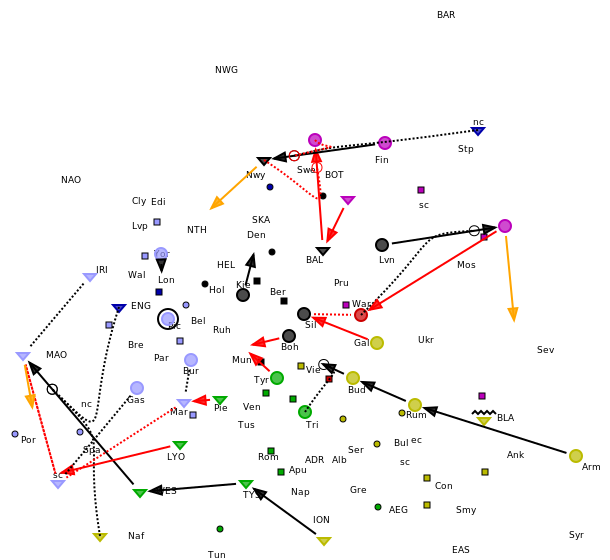 BAR
NWG
nc
Stp
Fin
Swe
BOT
Nwy
NAO
Cly Edi
sc
SKA
Lvp
NTH
Den
Yor
BAL
Lvn
Mos
HEL
IRI
Wal
Lon
Kie
Ber
Pru
Hol
War
ENG
Pic
Bel
Sil
Ruh
Ukr
Sev
Bre
Boh
Gal
MAO
Par
Mun
Bur
Vie
Tyr
Bud
Gas
nc
Mar
Pie
Ven
Rum
BLA
Por
Tus
Tri
Spa
LYO
Rom
Ser
Bul ec
Ank
Arm
sc
Apu
ADR Alb
sc
WES
TYS
Nap
Gre
Con
AEG
Smy
ION
Naf
Tun
EAS
Syr